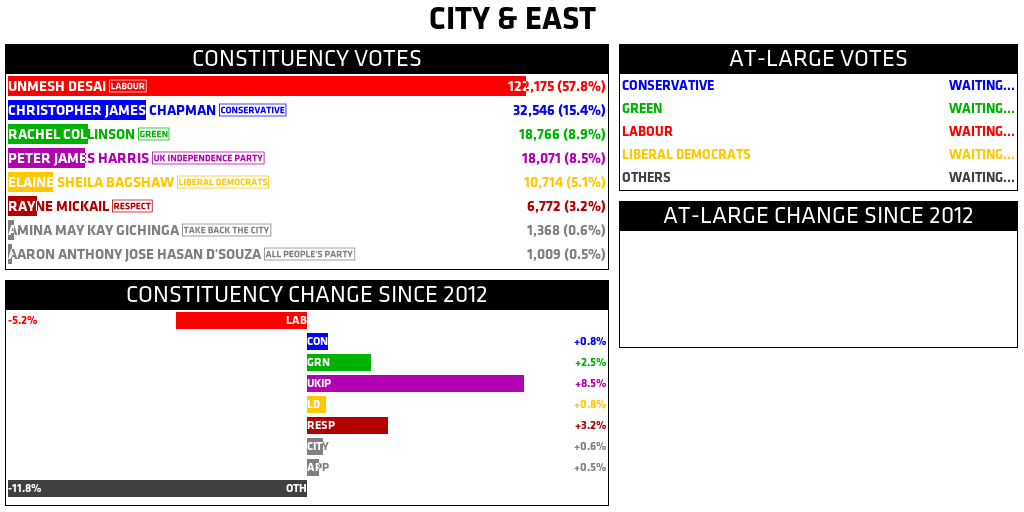 CITY & EAST
CONSTITUENCY VOTES
UNMESH DESAI LABOUR 122,175 (57.8%)
CHRISTOPHER JAMES CHAPMAN CONSERVATIVE 32,546 (15.4%)
RACHEL COLLINSON GREEN 18,766 (8.9%)
PETER JAMES HARRIS UK INDEPENDENCE PARTY 18,071 (8.5%)
ELAINE SHEILA BAGSHAW LIBERAL DEMOCRATS 10,714 (5.1%)
RAYNE MICKAIL RESPECT 6,772 (3.2%)
AMINA MAY KAY GICHINGA TAKE BACK THE CITY 1,368 (0.6%)
AARON ANTHONY JOSE HASAN D'SOUZA ALL PEOPLE'S PARTY 1,009 (0.5%)
CONSTITUENCY CHANGE SINCE 2012
-5.2% LAB
CON +0.8%
GRN +2.5%
UKIP +8.5%
LD +0.8%
RESP +3.2%
CITY +0.6%
APP +0.5%
-11.8% OTH
AT-LARGE VOTES
CONSERVATIVE WAITING...
GREEN WAITING...
LABOUR WAITING...
LIBERAL DEMOCRATS WAITING...
OTHERS WAITING...
AT-LARGE CHANGE SINCE 2012